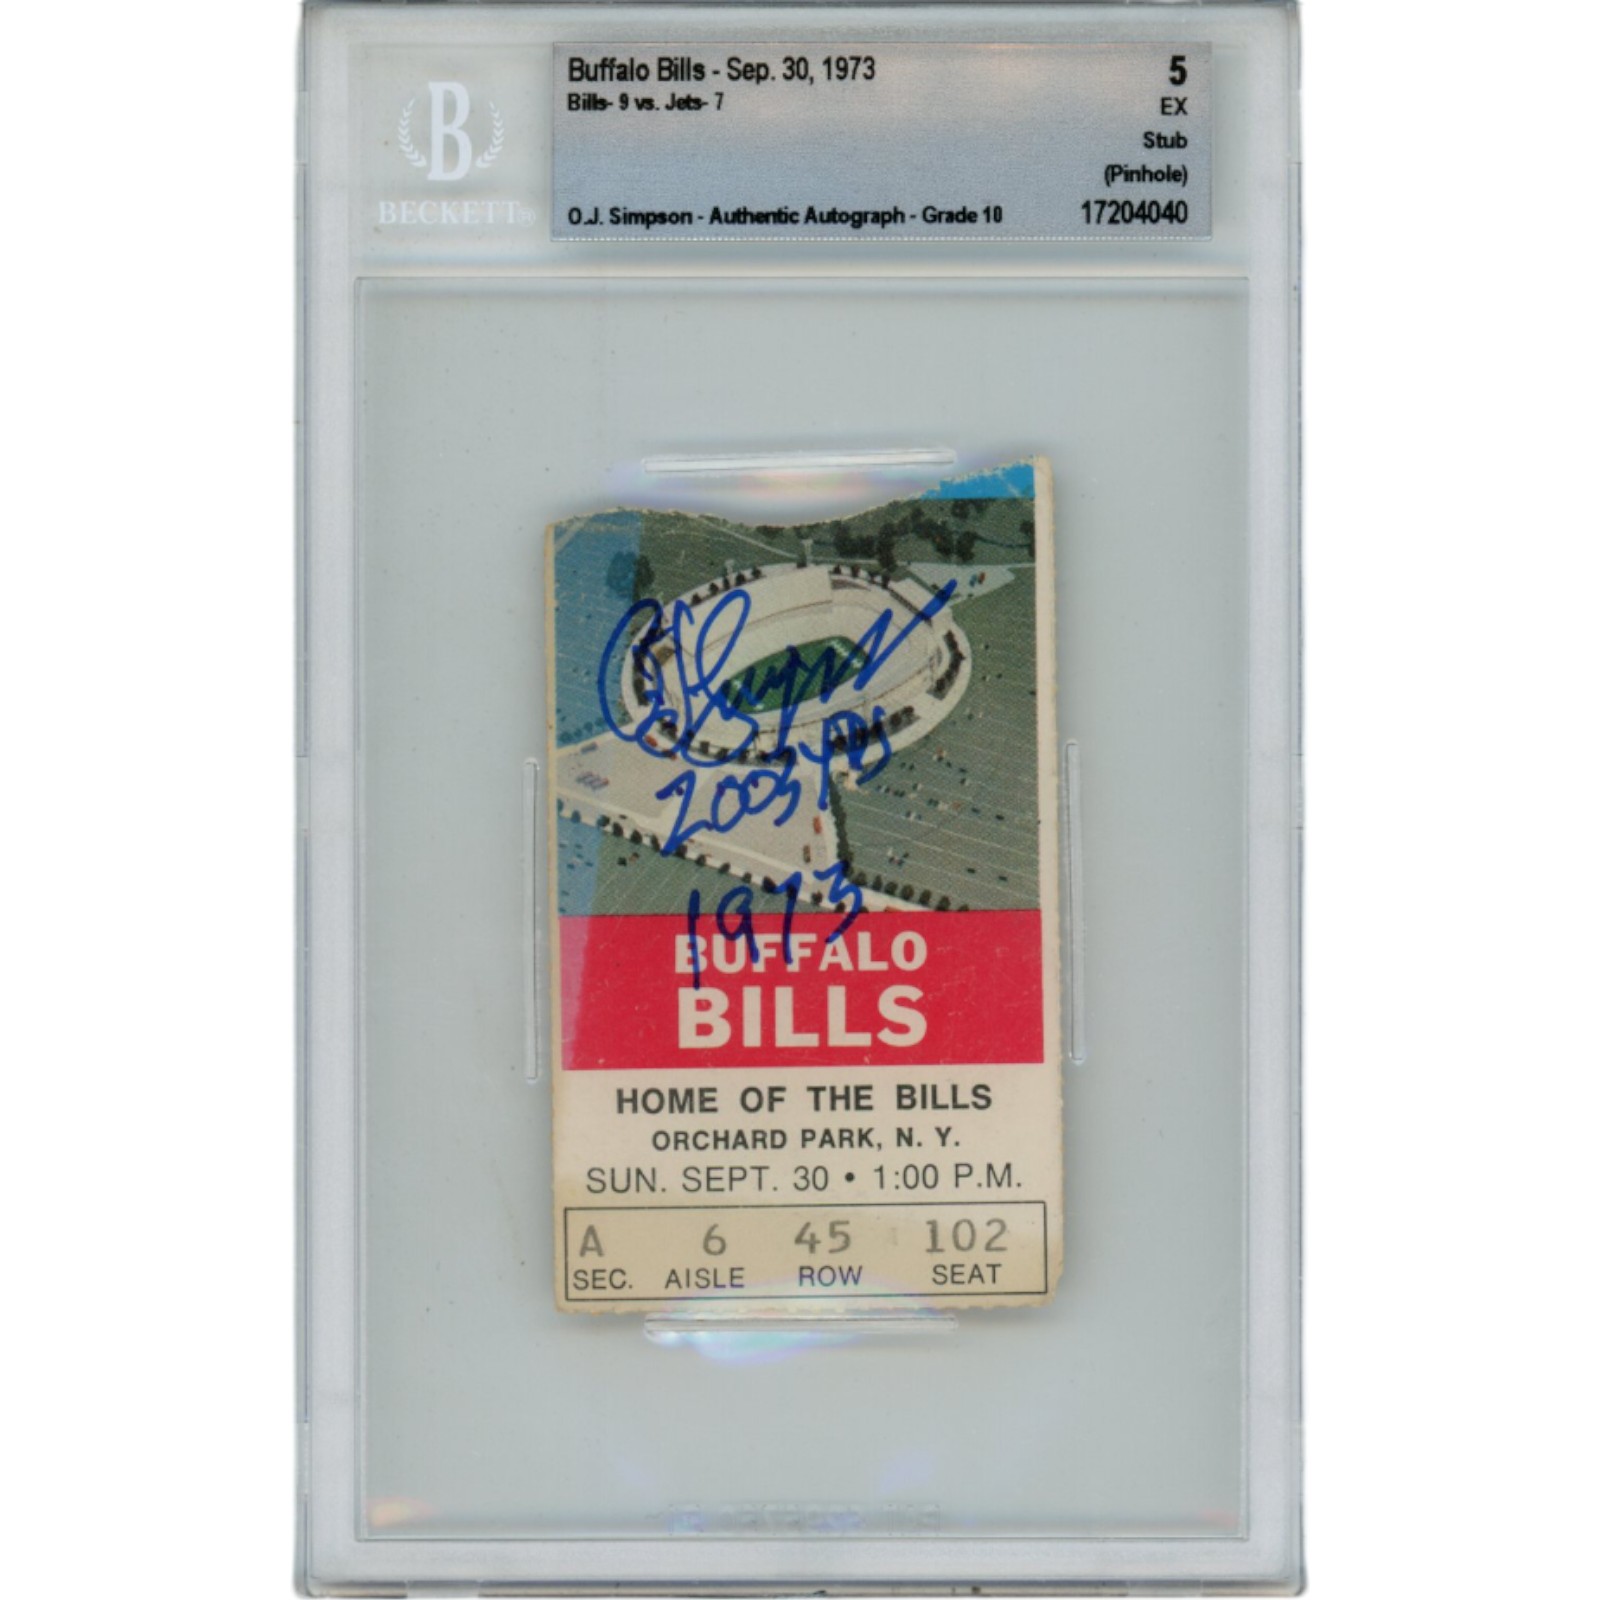 Buffalo Bills - Sep. 30, 1973
Bills- 9 vs. Jets- 7
5
EX
Stub
(Pinhole)
B
BECKETT®
O.J. Simpson - Authentic Autograph - Grade 10
17204040
2003 YDS
1973
BUFFALO
BILLS
HOME OF THE BILLS
ORCHARD PARK, N. Y.
SUN. SEPT. 30 • 1:00 P.M.
A 6 45 102
SEC. AISLE ROW SEAT